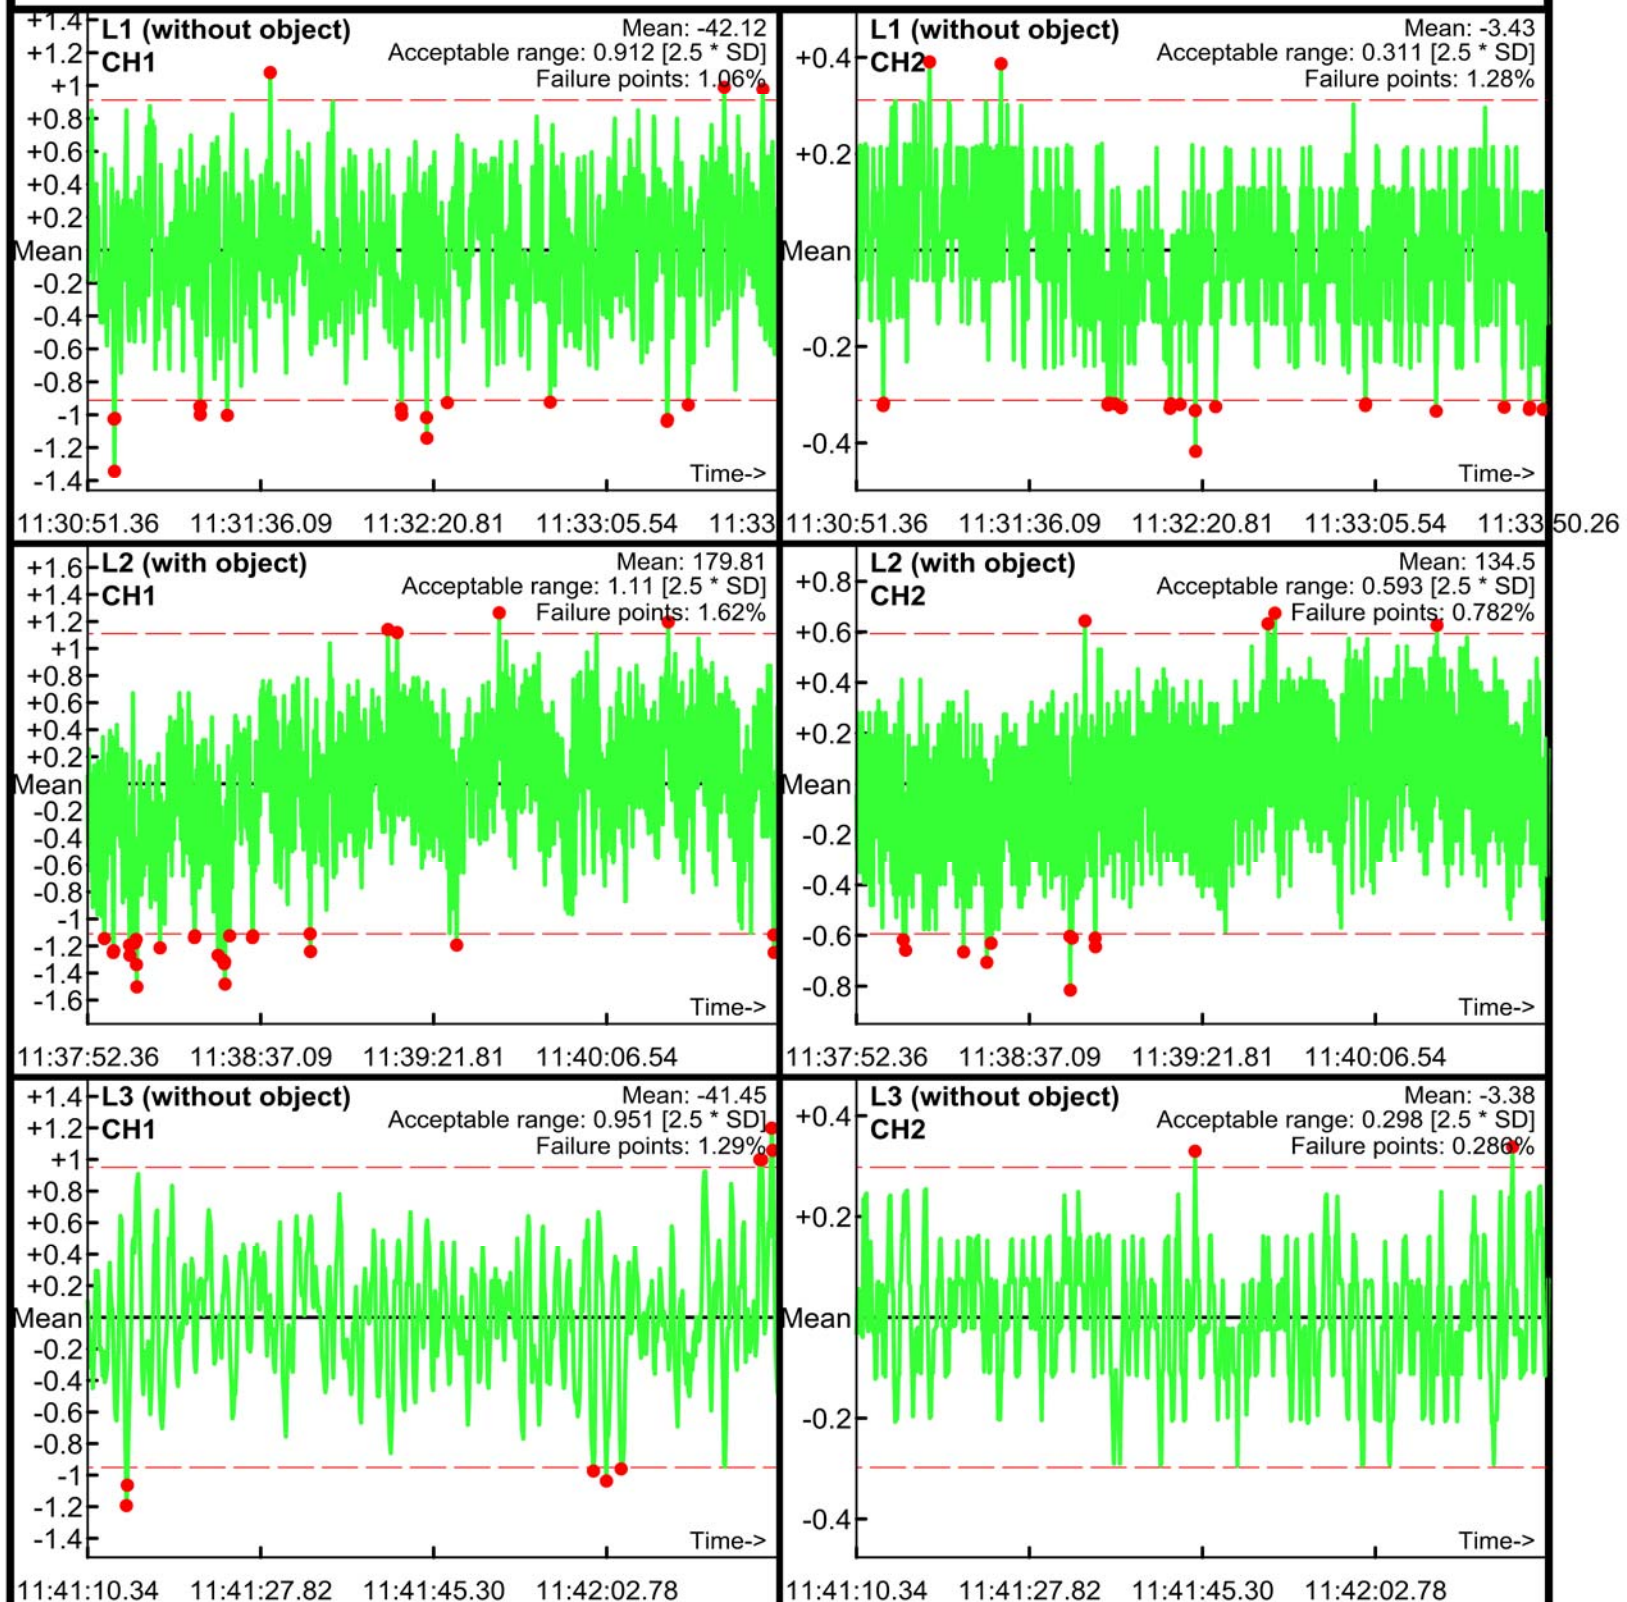 L1 (without object)
CH1
Mean: -42.12
Acceptable range: 0.912 [2.5 * SD]
Failure points: 1.06%
+1.4
+1.2
+1
+0.8
+0.6
+0.4
+0.2
Mean
-0.2
-0.4
-0.6
-0.8
-1
-1.2
-1.4
Time->
11:30:51.36 11:31:36.09 11:32:20.81 11:33:05.54 11:33
L1 (without object)
CH2
Mean: -3.43
Acceptable range: 0.311 [2.5 * SD]
Failure points: 1.28%
+0.4
+0.2
Mean
-0.2
-0.4
Time->
11:30:51.36 11:31:36.09 11:32:20.81 11:33:05.54 11:33:50.26
L2 (with object)
CH1
Mean: 179.81
Acceptable range: 1.11 [2.5 * SD]
Failure points: 1.62%
+1.6
+1.4
+1.2
+1
+0.8
+0.6
+0.4
+0.2
Mean
-0.2
-0.4
-0.6
-0.8
-1
-1.2
-1.4
-1.6
Time->
11:37:52.36 11:38:37.09 11:39:21.81 11:40:06.54
L2 (with object)
CH2
Mean: 134.5
Acceptable range: 0.593 [2.5 * SD]
Failure points: 0.782%
+0.8
+0.6
+0.4
+0.2
Mean
-0.2
-0.4
-0.6
-0.8
Time->
11:37:52.36 11:38:37.09 11:39:21.81 11:40:06.54
L3 (without object)
CH1
Mean: -41.45
Acceptable range: 0.951 [2.5 * SD]
Failure points: 1.29%
+1.4
+1.2
+1
+0.8
+0.6
+0.4
+0.2
Mean
-0.2
-0.4
-0.6
-0.8
-1
-1.2
-1.4
Time->
11:41:10.34 11:41:27.82 11:41:45.30 11:42:02.78
L3 (without object)
CH2
Mean: -3.38
Acceptable range: 0.298 [2.5 * SD]
Failure points: 0.286%
+0.4
+0.2
Mean
-0.2
-0.4
Time->
11:41:10.34 11:41:27.82 11:41:45.30 11:42:02.78